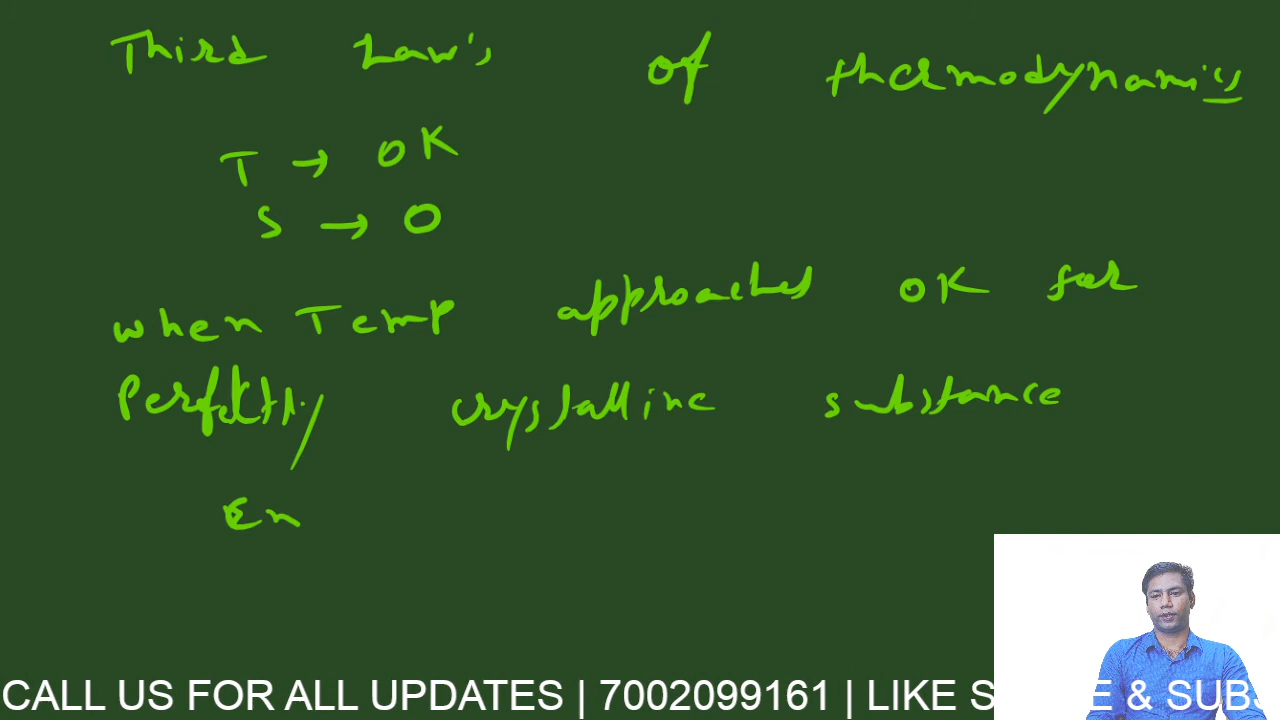 Third Law's of thermodynamics
T → 0K
S → 0
when Temp approaches 0K for
Perfectly crystalline substance
En
CALL US FOR ALL UPDATES | 7002099161 | LIKE S E & SUBS